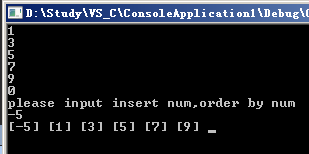 D:\Study\VS_C\ConsoleApplication1\Debug\
1
3
5
7
9
0
please input insert num,order by num
-5
[-5] [1] [3] [5] [7] [9]